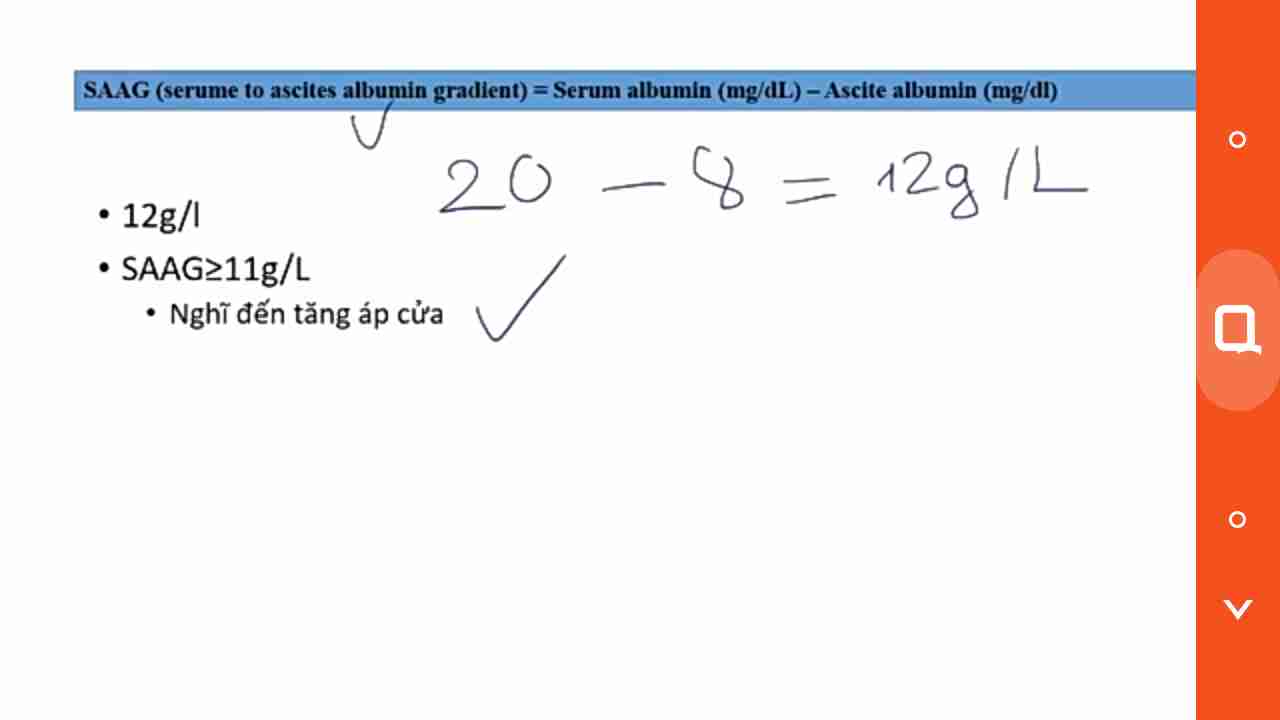 SAAG (serume to ascites albumin gradient) = Serum albumin (mg/dL) – Ascite albumin (mg/dl)
20 – 8 = 12g/L
• 12g/l
• SAAG≥11g/L
• Nghĩ đến tăng áp cửa